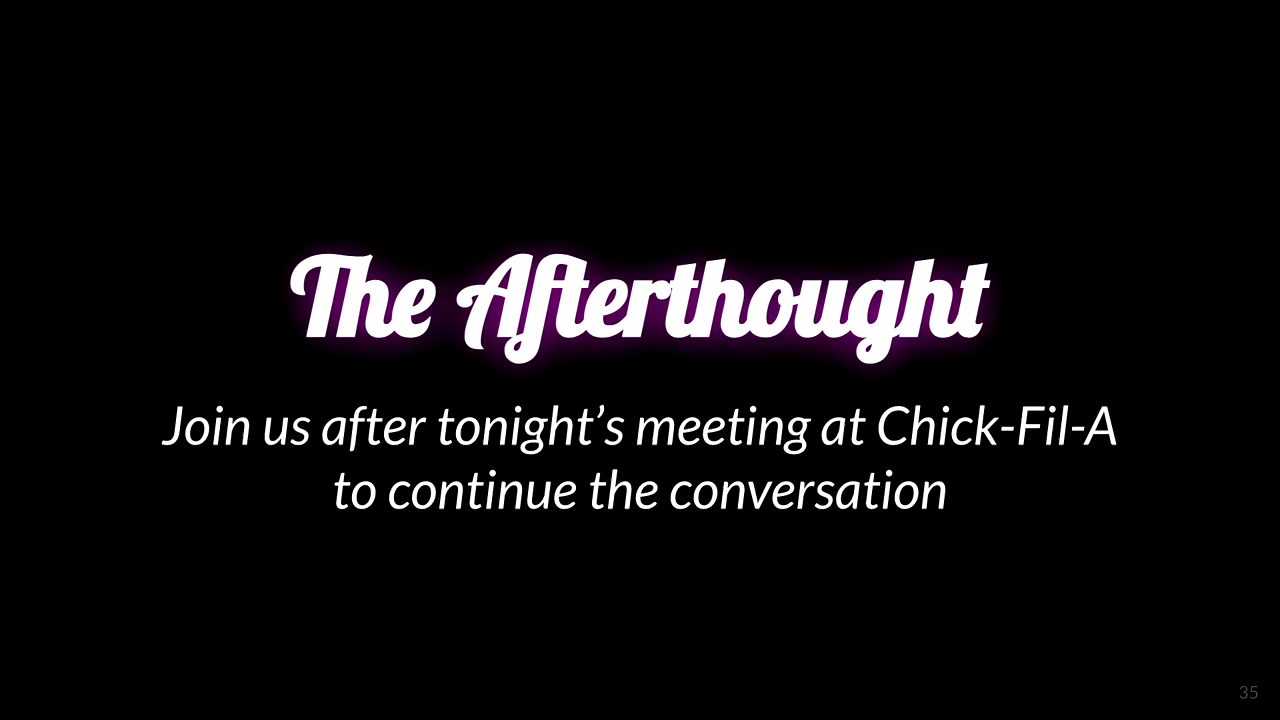 The Afterthought
Join us after tonight’s meeting at Chick-Fil-A
to continue the conversation
35